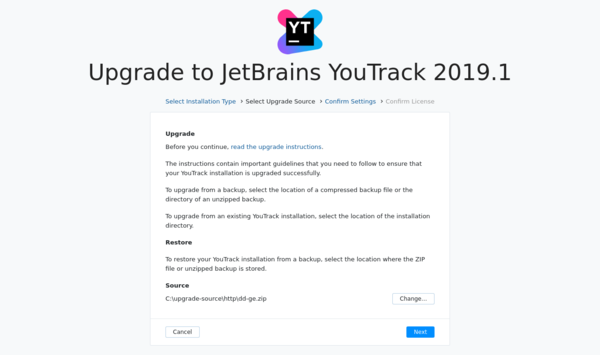 YT
Upgrade to JetBrains YouTrack 2019.1
Select Installation Type › Select Upgrade Source › Confirm Settings › Confirm License
Upgrade
Before you continue, read the upgrade instructions.
The instructions contain important guidelines that you need to follow to ensure that
your YouTrack installation is upgraded successfully.
To upgrade from a backup, select the location of a compressed backup file or the
directory of an unzipped backup.
To upgrade from an existing YouTrack installation, select the location of the installation
directory.
Restore
To restore your YouTrack installation from a backup, select the location where the ZIP
file or unzipped backup is stored.
Source
C:\upgrade-source\http\dd-ge.zip Change...
Cancel Next